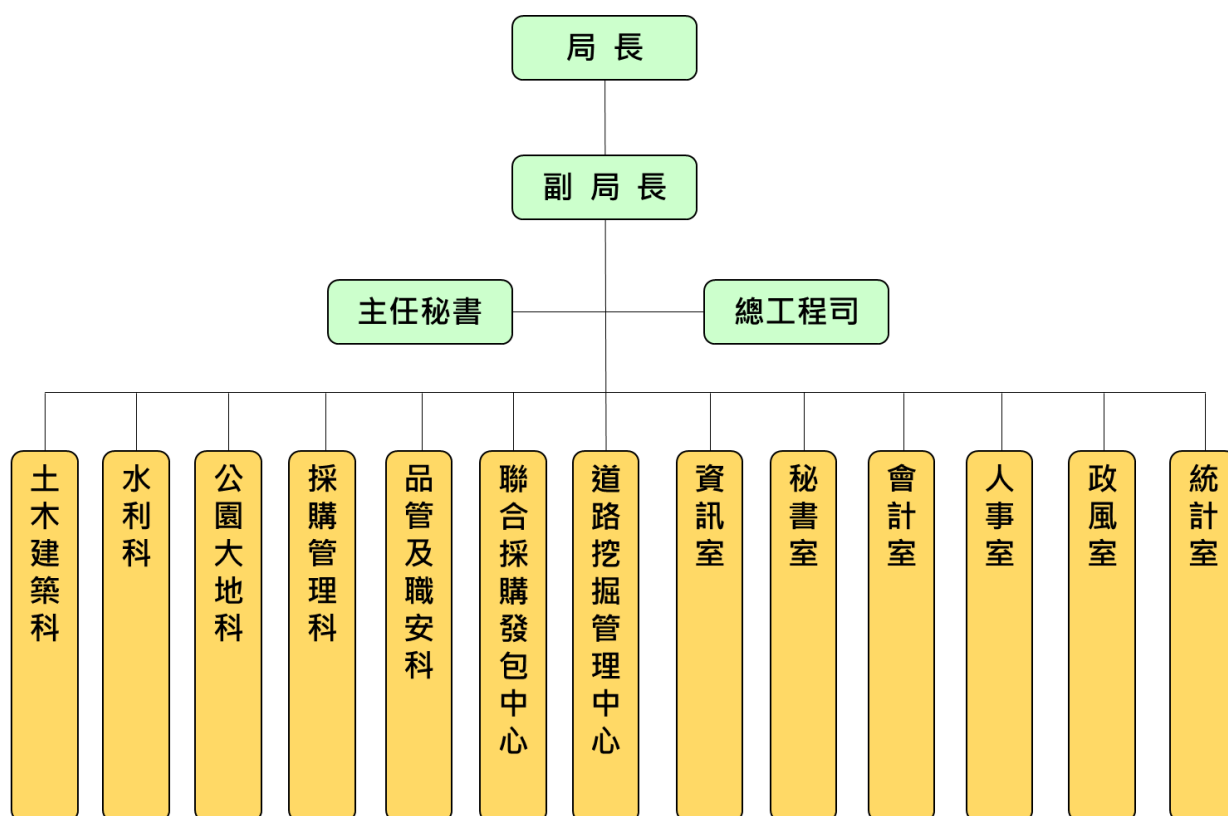 局長
副局長
主任秘書
總工程司
土木建築科
水利科
公園大地科
採購管理科
品管及職安科
聯合採購發包中心
道路挖掘管理中心
資訊室
秘書室
會計室
人事室
政風室
統計室